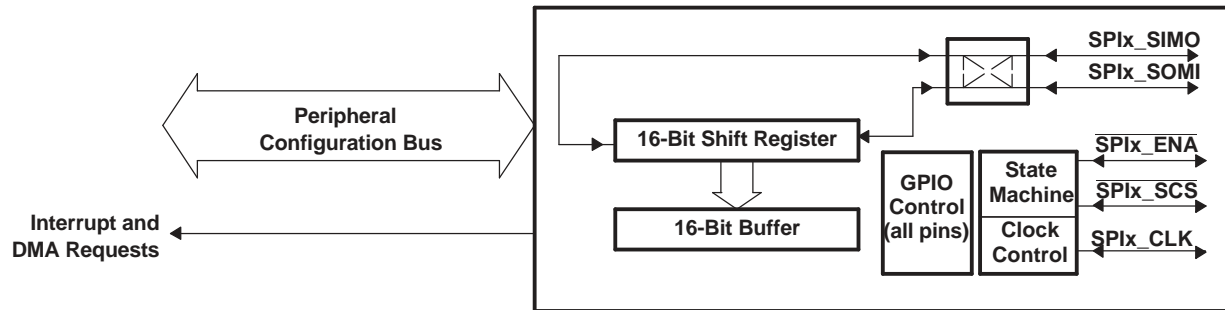 SPIx_SIMO
SPIx_SOMI
Peripheral
Configuration Bus
16-Bit Shift Register
16-Bit Buffer
GPIO
Control
(all pins)
State
Machine
Clock
Control
SPIx_ENA
SPIx_SCS
SPIx_CLK
Interrupt and
DMA Requests